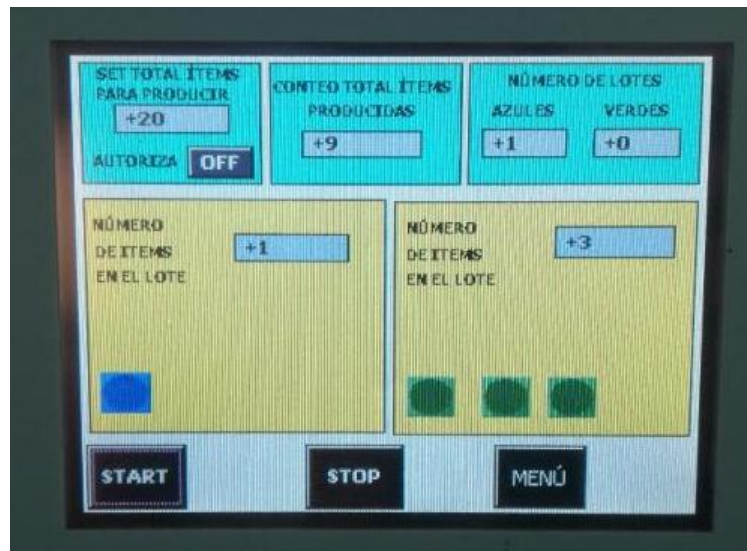 SET TOTAL ÍTEMS
PARA PRODUCIR
+20
AUTORIZA OFF
CONTEO TOTAL ÍTEMS
PRODUCIDAS
+9
NÚMERO DE LOTES
AZULES VERDES
+1 +0
NÚMERO
DE ITEMS
EN EL LOTE
+1
NÚMERO
DE ITEMS
EN EL LOTE
+3
START STOP MENÚ